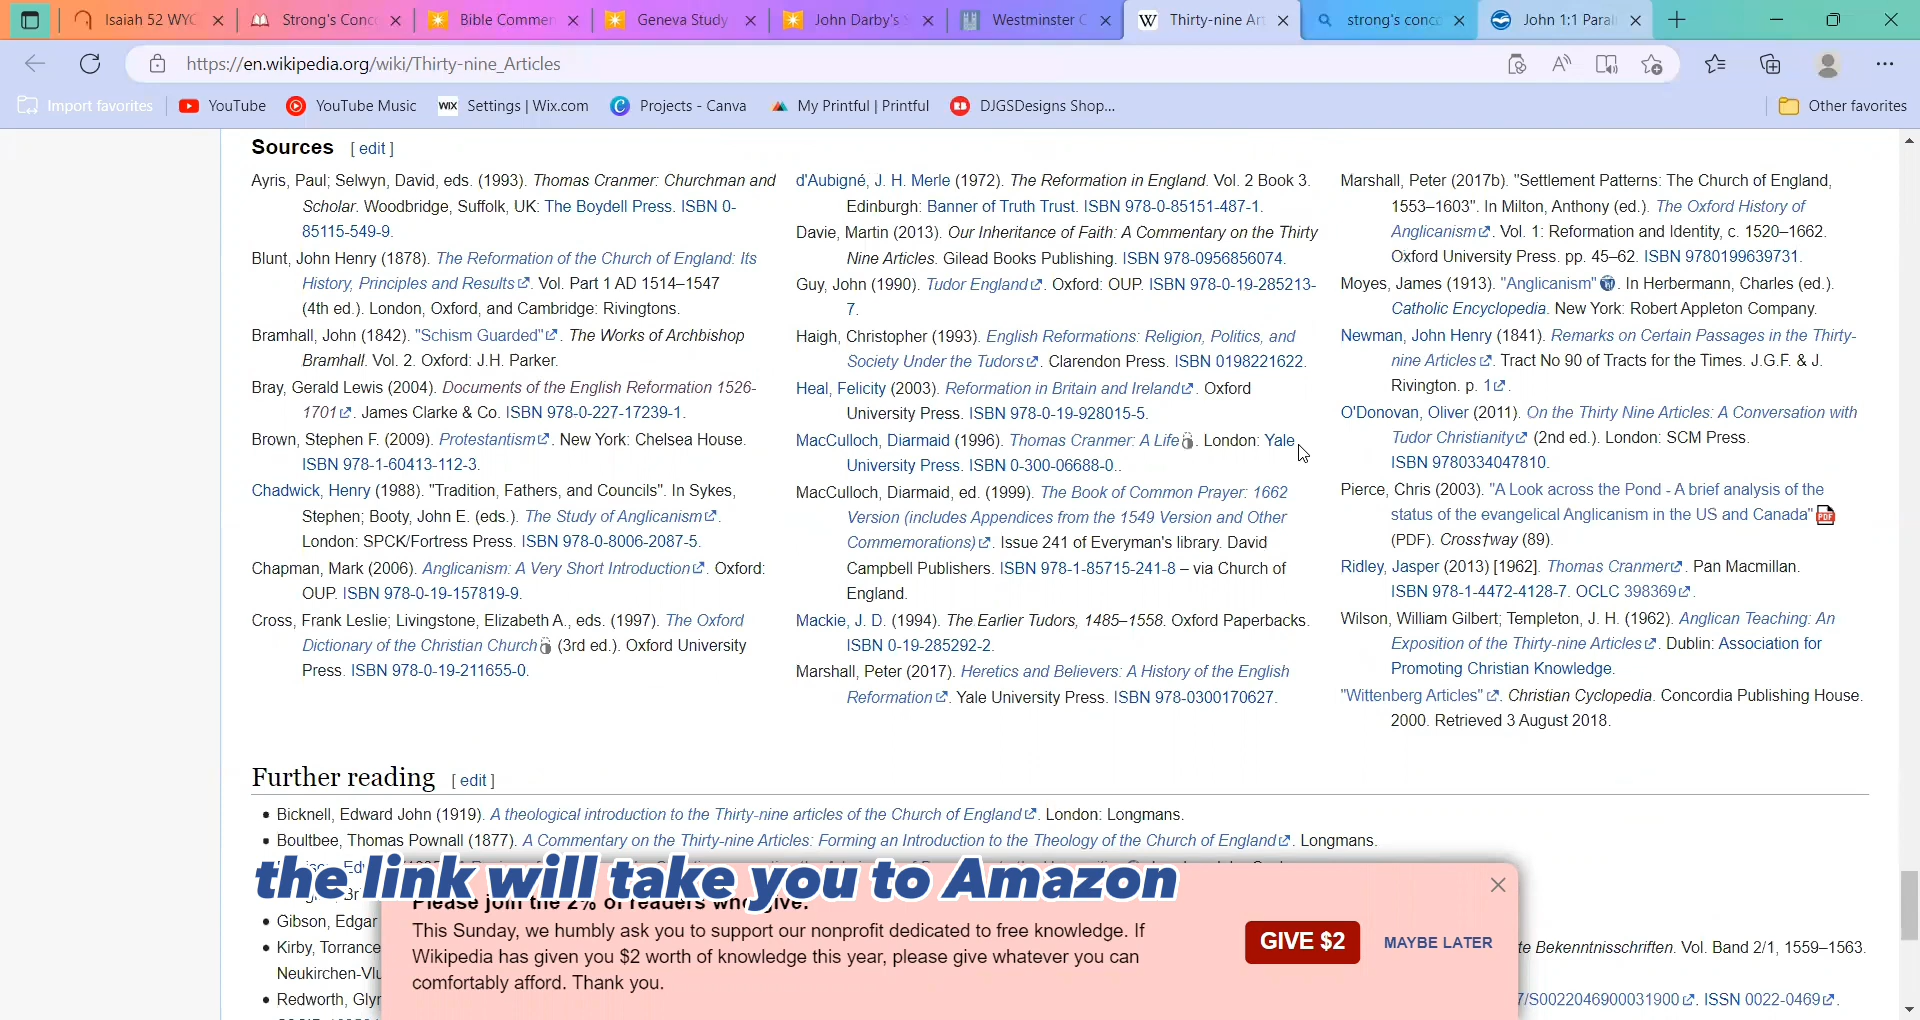 Isaiah 52 WYC
Strong's Conc
Bible Commen
Geneva Study
John Darby's S
Westminster C
Thirty-nine Art
strong's conco
John 1:1 Paral
https://en.wikipedia.org/wiki/Thirty-nine_Articles
Import favorites
YouTube
YouTube Music
WIX Settings | Wix.com
Projects - Canva
My Printful | Printful
DJGSDesigns Shop...
Other favorites
Sources [ edit ]
Ayris, Paul; Selwyn, David, eds. (1993). Thomas Cranmer: Churchman and
Scholar. Woodbridge, Suffolk, UK: The Boydell Press. ISBN 0-
85115-549-9.
Blunt, John Henry (1878). The Reformation of the Church of England: Its
History, Principles and Results. Vol. Part 1 AD 1514–1547
(4th ed.). London, Oxford, and Cambridge: Rivingtons.
Bramhall, John (1842). "Schism Guarded". The Works of Archbishop
Bramhall. Vol. 2. Oxford: J.H. Parker.
Bray, Gerald Lewis (2004). Documents of the English Reformation 1526-
1701. James Clarke & Co. ISBN 978-0-227-17239-1.
Brown, Stephen F. (2009). Protestantism. New York: Chelsea House.
ISBN 978-1-60413-112-3.
Chadwick, Henry (1988). "Tradition, Fathers, and Councils". In Sykes,
Stephen; Booty, John E. (eds.). The Study of Anglicanism.
London: SPCK/Fortress Press. ISBN 978-0-8006-2087-5.
Chapman, Mark (2006). Anglicanism: A Very Short Introduction. Oxford:
OUP. ISBN 978-0-19-157819-9.
Cross, Frank Leslie; Livingstone, Elizabeth A., eds. (1997). The Oxford
Dictionary of the Christian Church (3rd ed.). Oxford University
Press. ISBN 978-0-19-211655-0.
d'Aubigné, J. H. Merle (1972). The Reformation in England. Vol. 2 Book 3.
Edinburgh: Banner of Truth Trust. ISBN 978-0-85151-487-1.
Davie, Martin (2013). Our Inheritance of Faith: A Commentary on the Thirty
Nine Articles. Gilead Books Publishing. ISBN 978-0956856074.
Guy, John (1990). Tudor England. Oxford: OUP. ISBN 978-0-19-285213-
7.
Haigh, Christopher (1993). English Reformations: Religion, Politics, and
Society Under the Tudors. Clarendon Press. ISBN 0198221622.
Heal, Felicity (2003). Reformation in Britain and Ireland. Oxford
University Press. ISBN 978-0-19-928015-5.
MacCulloch, Diarmaid (1996). Thomas Cranmer: A Life. London: Yale
University Press. ISBN 0-300-06688-0..
MacCulloch, Diarmaid, ed. (1999). The Book of Common Prayer: 1662
Version (includes Appendices from the 1549 Version and Other
Commemorations). Issue 241 of Everyman's library. David
Campbell Publishers. ISBN 978-1-85715-241-8 – via Church of
England.
Mackie, J. D. (1994). The Earlier Tudors, 1485–1558. Oxford Paperbacks.
ISBN 0-19-285292-2.
Marshall, Peter (2017). Heretics and Believers: A History of the English
Reformation. Yale University Press. ISBN 978-0300170627.
Marshall, Peter (2017b). "Settlement Patterns: The Church of England,
1553–1603". In Milton, Anthony (ed.). The Oxford History of
Anglicanism. Vol. 1: Reformation and Identity, c. 1520–1662.
Oxford University Press. pp. 45–62. ISBN 9780199639731.
Moyes, James (1913). "Anglicanism". In Herbermann, Charles (ed.).
Catholic Encyclopedia. New York: Robert Appleton Company.
Newman, John Henry (1841). Remarks on Certain Passages in the Thirty-
nine Articles. Tract No 90 of Tracts for the Times. J.G.F. & J.
Rivington. p. 1.
O'Donovan, Oliver (2011). On the Thirty Nine Articles: A Conversation with
Tudor Christianity (2nd ed.). London: SCM Press.
ISBN 9780334047810.
Pierce, Chris (2003). "A Look across the Pond - A brief analysis of the
status of the evangelical Anglicanism in the US and Canada"
(PDF). Cross†way (89).
Ridley, Jasper (2013) [1962]. Thomas Cranmer. Pan Macmillan.
ISBN 978-1-4472-4128-7. OCLC 398369.
Wilson, William Gilbert; Templeton, J. H. (1962). Anglican Teaching: An
Exposition of the Thirty-nine Articles. Dublin: Association for
Promoting Christian Knowledge.
"Wittenberg Articles". Christian Cyclopedia. Concordia Publishing House.
2000. Retrieved 3 August 2018.
Further reading [ edit ]
• Bicknell, Edward John (1919). A theological introduction to the Thirty-nine articles of the Church of England. London: Longmans.
• Boultbee, Thomas Pownall (1877). A Commentary on the Thirty-nine Articles: Forming an Introduction to the Theology of the Church of England. Longmans.
the link will take you to Amazon
Please join the 2% of readers who give.
This Sunday, we humbly ask you to support our nonprofit dedicated to free knowledge. If
Wikipedia has given you $2 worth of knowledge this year, please give whatever you can
comfortably afford. Thank you.
GIVE $2
MAYBE LATER
• Gibson, Edgar
• Kirby, Torrance
te Bekenntnisschriften. Vol. Band 2/1, 1559–1563.
Neukirchen-Vlu
• Redworth, Glyn
7/S0022046900031900. ISSN 0022-0469.